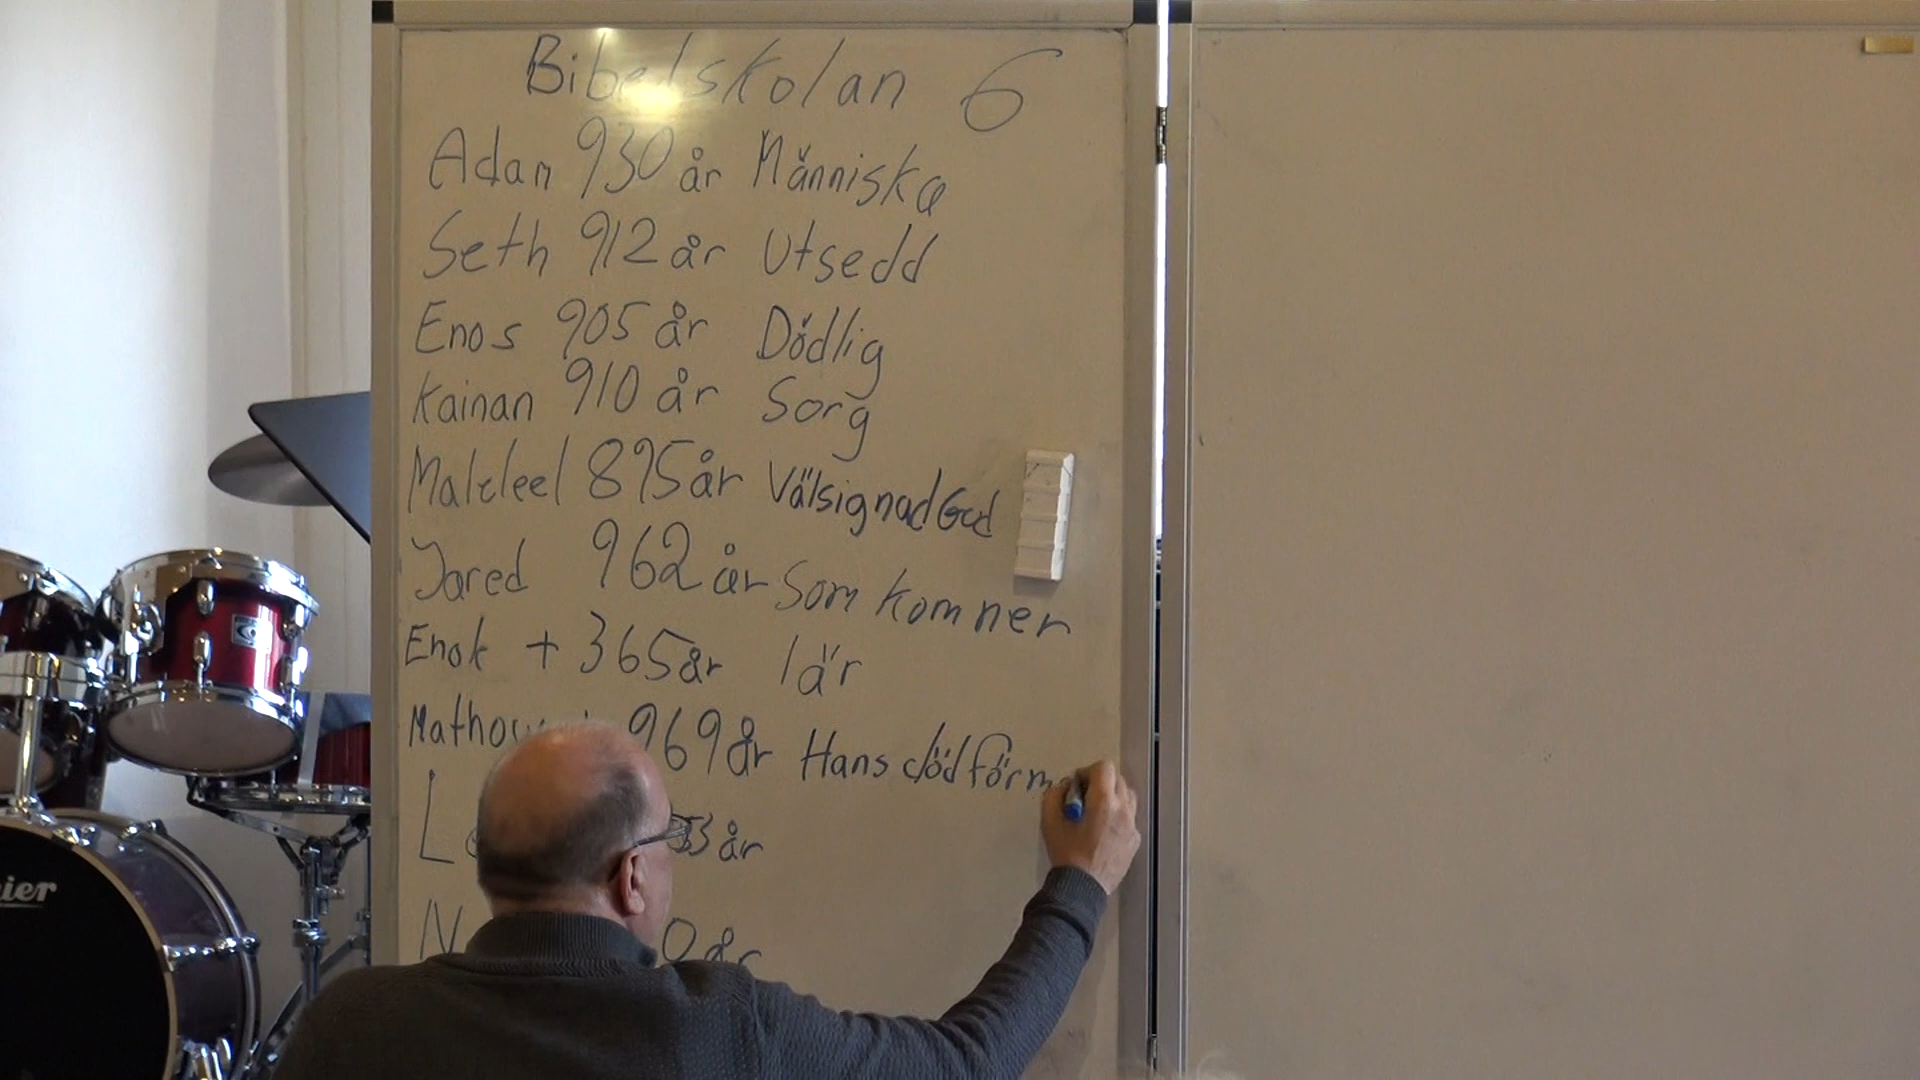 Bibelskolan 6
Adam 930 år Människa
Seth 912 år Utsedd
Enos 905 år Dödlig
Kainan 910 år Sorg
895 år Välsignad Gud
Jared 962 år Som kommer
Enok + 365 år lär
969 år Hans död
år
år